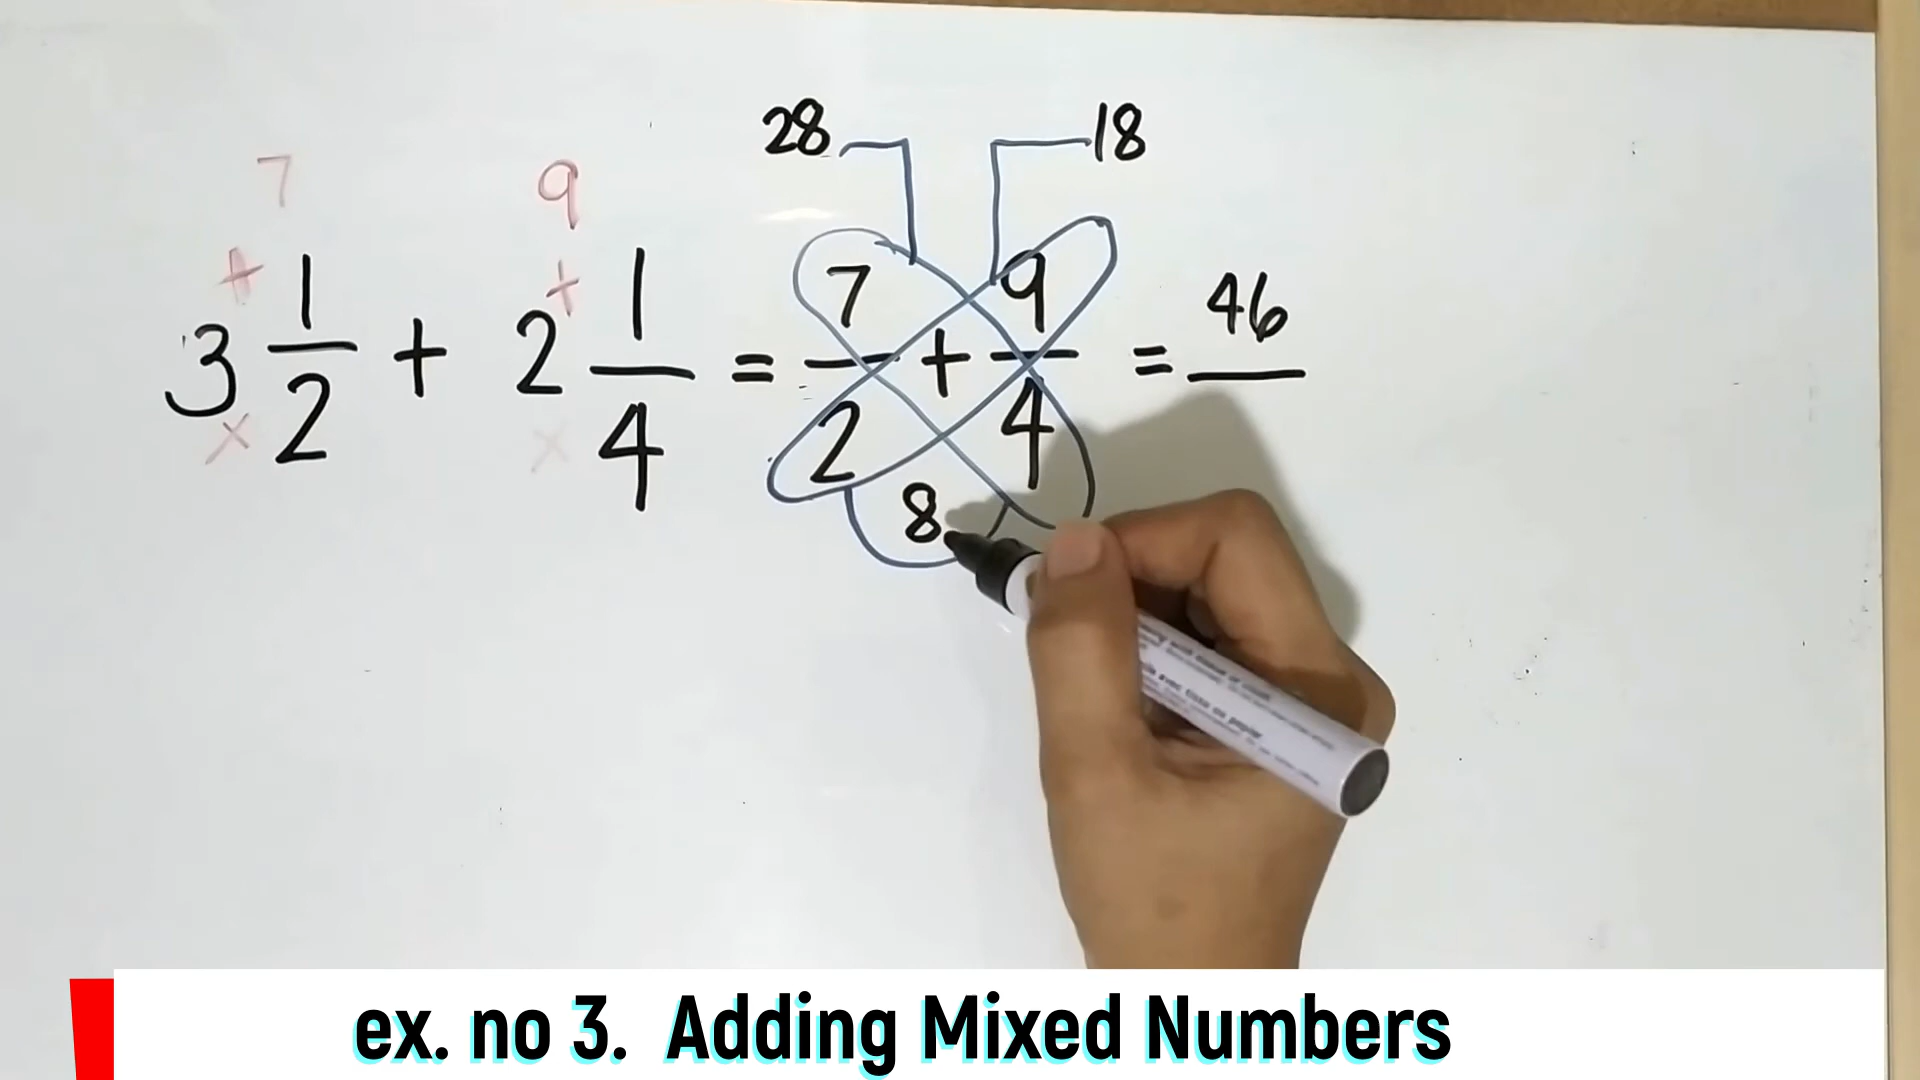 28 18
7 9
+ +
3 1/2 + 2 1/4 = 7/2 + 9/4 = 46
x x
8
ex. no 3. Adding Mixed Numbers